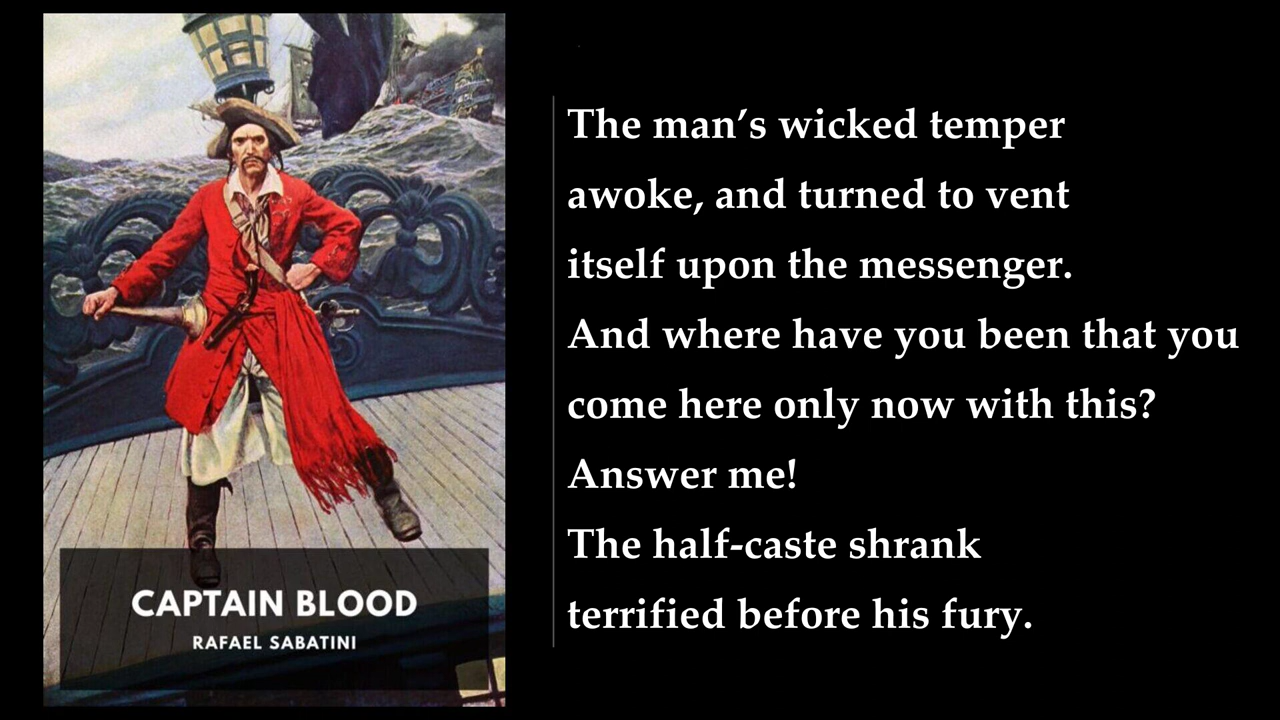 CAPTAIN BLOOD
RAFAEL SABATINI
The man’s wicked temper
awoke, and turned to vent
itself upon the messenger.
And where have you been that you
come here only now with this?
Answer me!
The half-caste shrank
terrified before his fury.